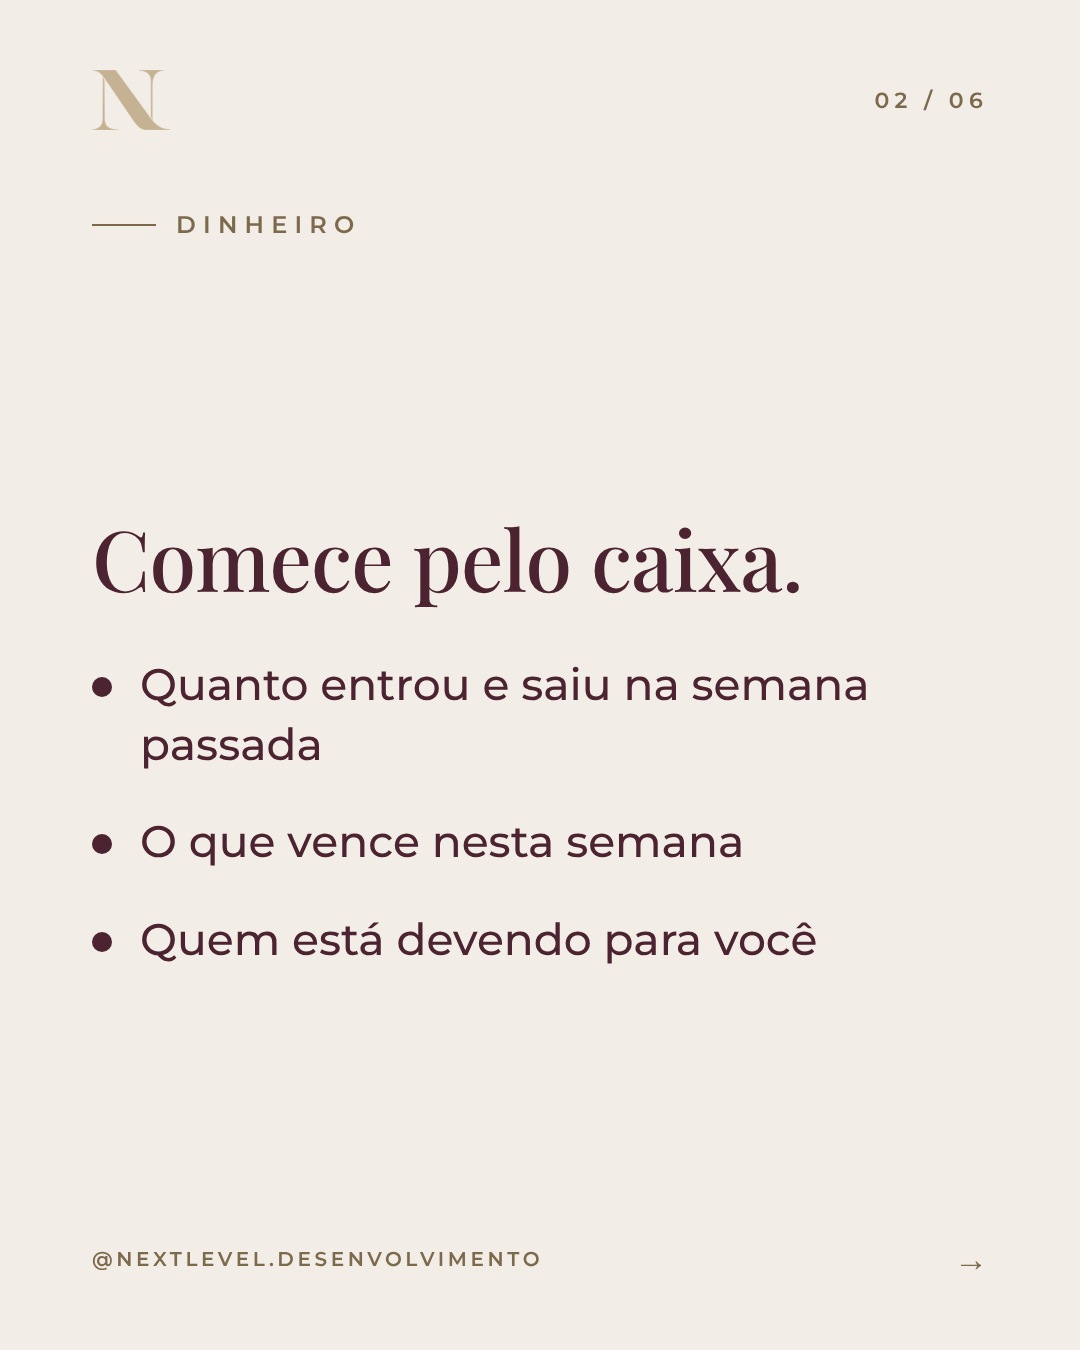 N
02 / 06
DINHEIRO
Comece pelo caixa.
• Quanto entrou e saiu na semana
passada
• O que vence nesta semana
• Quem está devendo para você
@NEXTLEVEL.DESENVOLVIMENTO →